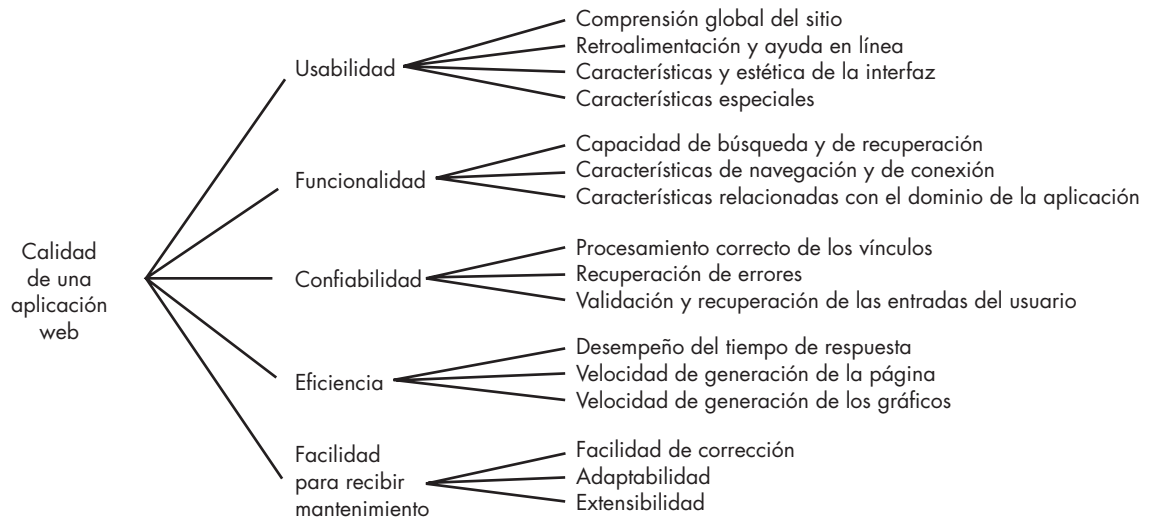 Calidad
de una
aplicación
web
Usabilidad
Comprensión global del sitio
Retroalimentación y ayuda en línea
Características y estética de la interfaz
Características especiales
Funcionalidad
Capacidad de búsqueda y de recuperación
Características de navegación y de conexión
Características relacionadas con el dominio de la aplicación
Confiabilidad
Procesamiento correcto de los vínculos
Recuperación de errores
Validación y recuperación de las entradas del usuario
Eficiencia
Desempeño del tiempo de respuesta
Velocidad de generación de la página
Velocidad de generación de los gráficos
Facilidad
para recibir
mantenimiento
Facilidad de corrección
Adaptabilidad
Extensibilidad